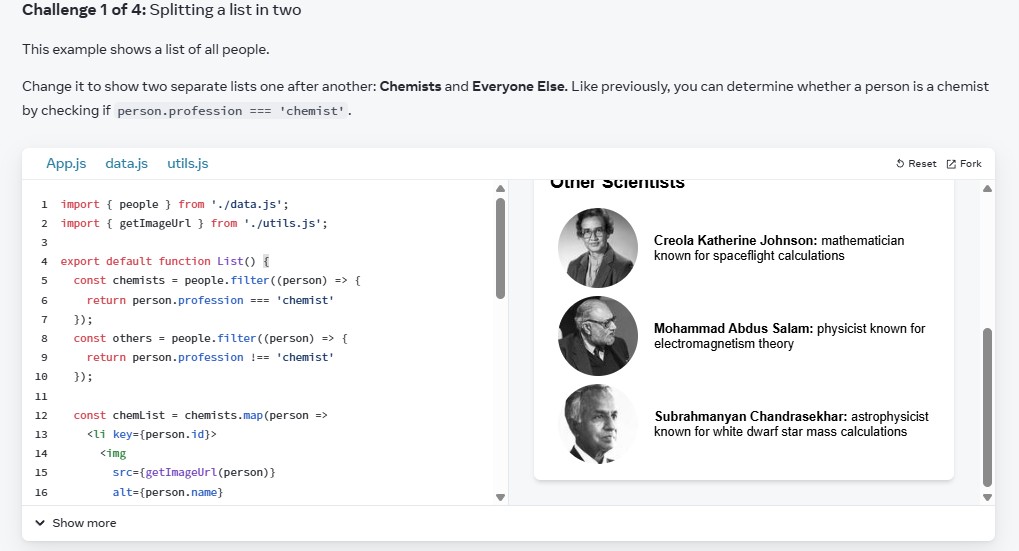 Challenge 1 of 4: Splitting a list in two
This example shows a list of all people.
Change it to show two separate lists one after another: Chemists and Everyone Else. Like previously, you can determine whether a person is a chemist
by checking if person.profession === 'chemist'.
App.js data.js utils.js
Reset Fork
1 import { people } from './data.js';
2 import { getImageUrl } from './utils.js';
3
4 export default function List() {
5 const chemists = people.filter((person) => {
6 return person.profession === 'chemist'
7 });
8 const others = people.filter((person) => {
9 return person.profession !== 'chemist'
10 });
11
12 const chemList = chemists.map(person =>
13 <li key={person.id}>
14 <img
15 src={getImageUrl(person)}
16 alt={person.name}
Show more
Other Scientists
Creola Katherine Johnson: mathematician
known for spaceflight calculations
Mohammad Abdus Salam: physicist known for
electromagnetism theory
Subrahmanyan Chandrasekhar: astrophysicist
known for white dwarf star mass calculations